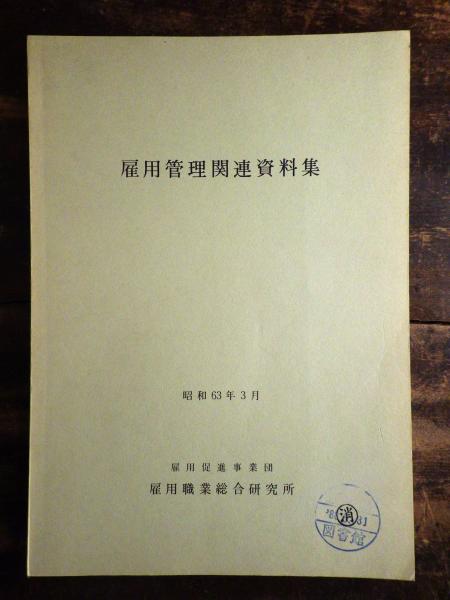 雇用管理関連資料集
昭和63年3月
雇用促進事業団
雇用職業総合研究所
消
図書館